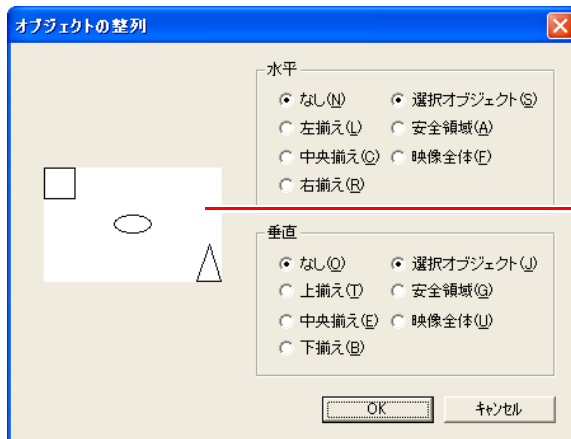 オブジェクトの整列
水平
なし(N) 選択オブジェクト(S)
左揃え(L) 安全領域(A)
中央揃え(C) 映像全体(F)
右揃え(R)
垂直
なし(O) 選択オブジェクト(J)
上揃え(T) 安全領域(G)
中央揃え(E) 映像全体(U)
下揃え(B)
OK キャンセル